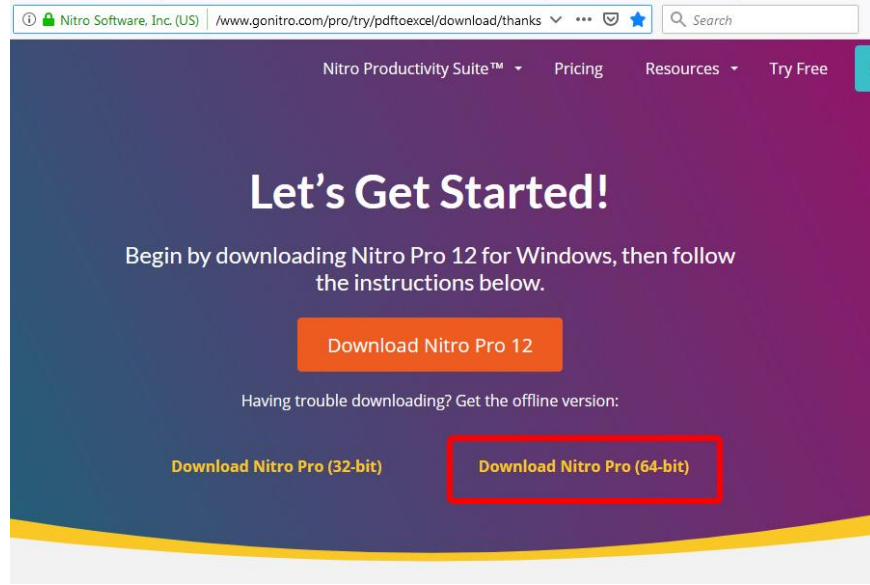 Nitro Software, Inc. (US) /www.gonitro.com/pro/try/pdftoexcel/download/thanks Search
Nitro Productivity Suite™ Pricing Resources Try Free
Let’s Get Started!
Begin by downloading Nitro Pro 12 for Windows, then follow
the instructions below.
Download Nitro Pro 12
Having trouble downloading? Get the offline version:
Download Nitro Pro (32-bit) Download Nitro Pro (64-bit)